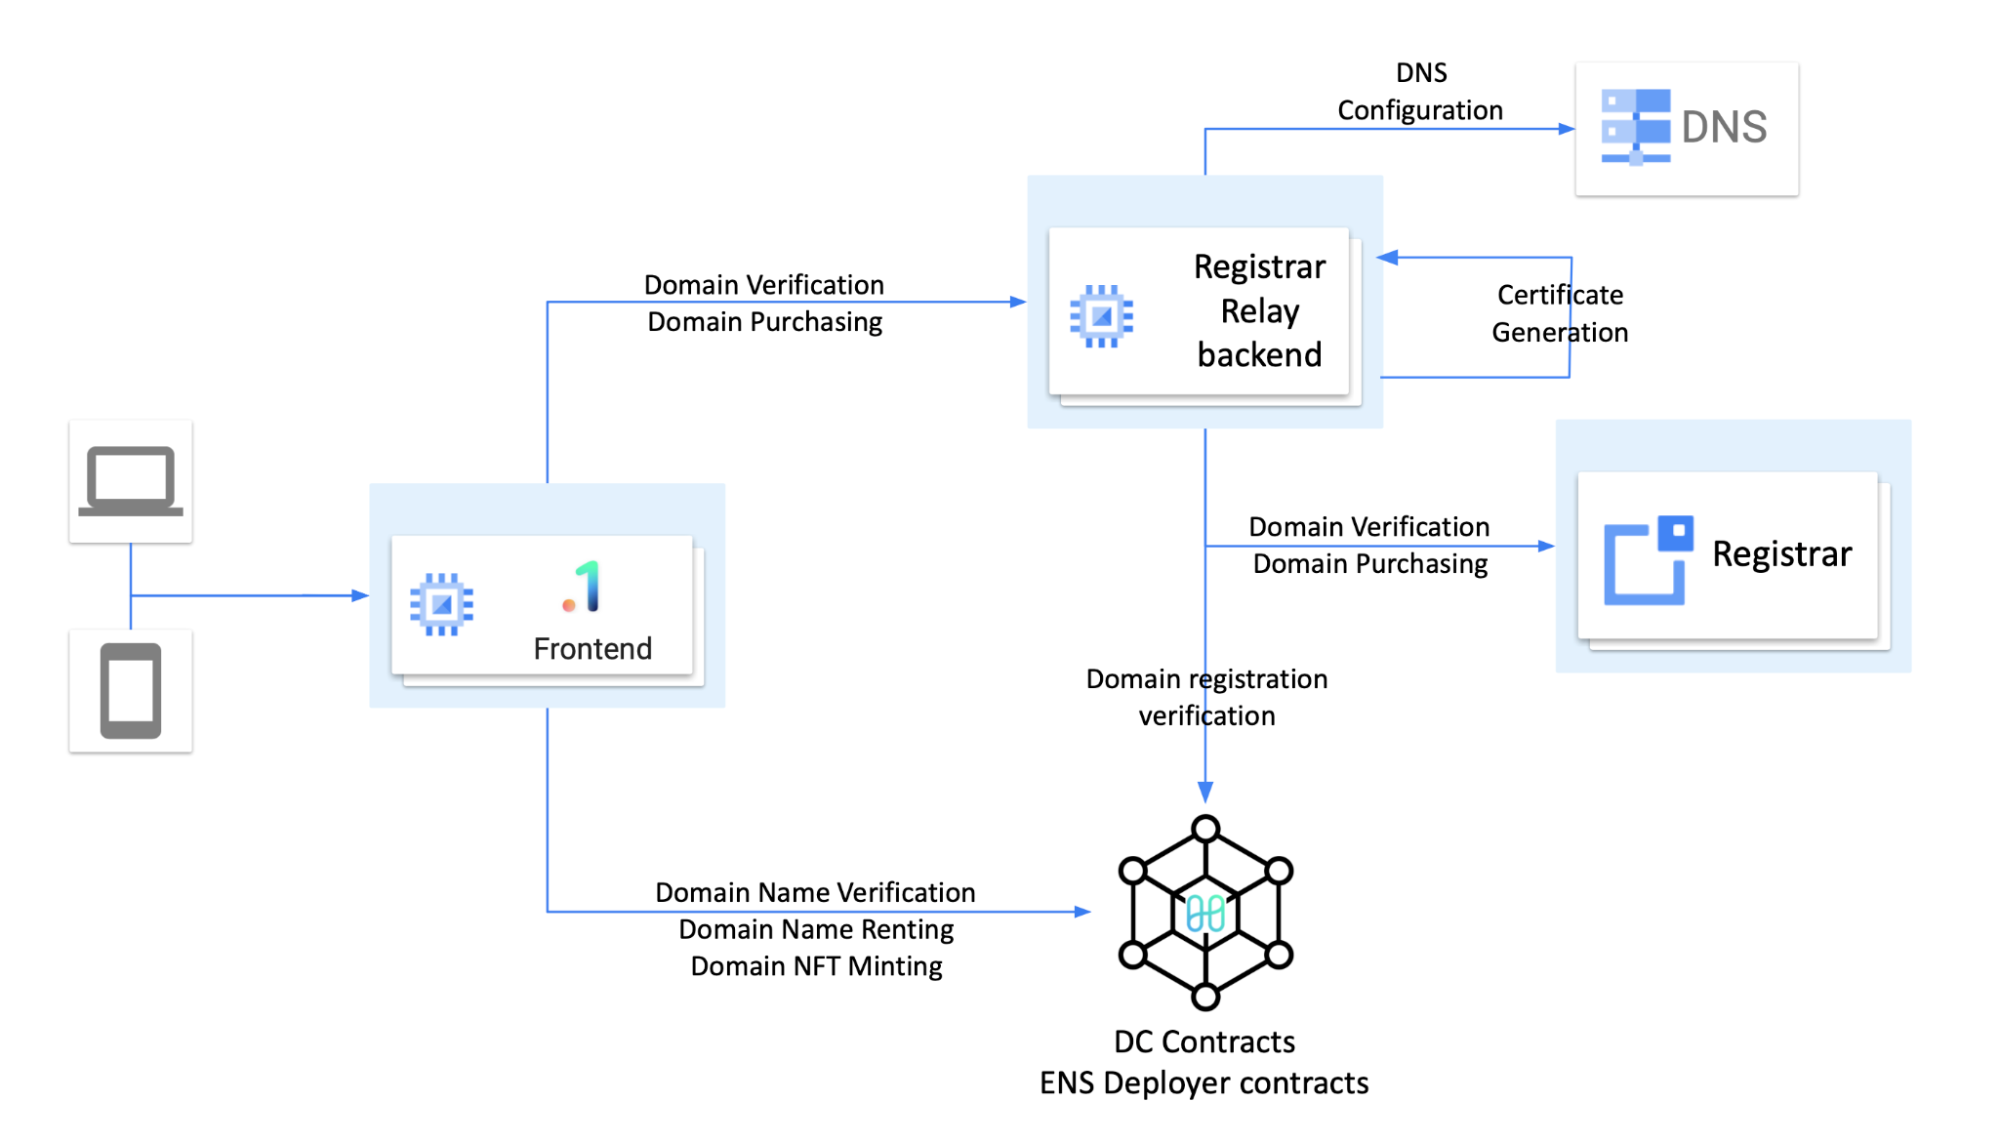 DNS
Configuration
DNS
Domain Verification
Domain Purchasing
Registrar
Relay
backend
Certificate
Generation
.1
Frontend
Domain Verification
Domain Purchasing
Registrar
Domain registration
verification
Domain Name Verification
Domain Name Renting
Domain NFT Minting
DC Contracts
ENS Deployer contracts